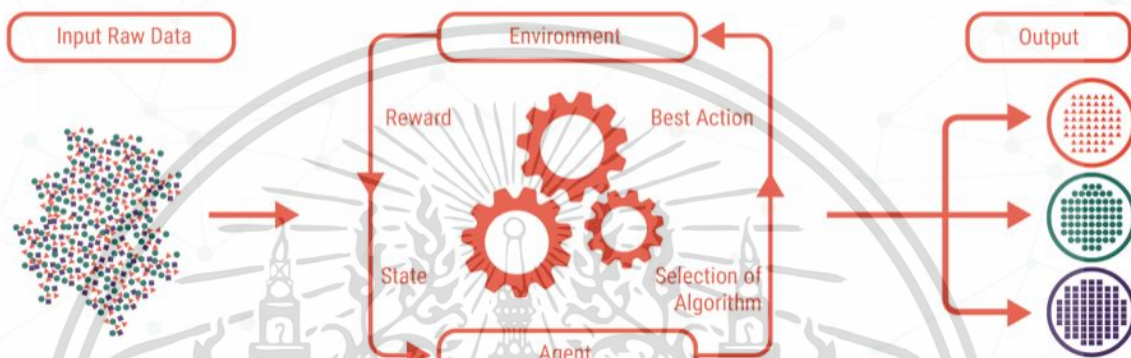 Input Raw Data
Environment
Output
Reward
Best Action
State
Selection of
Algorithm
Agent